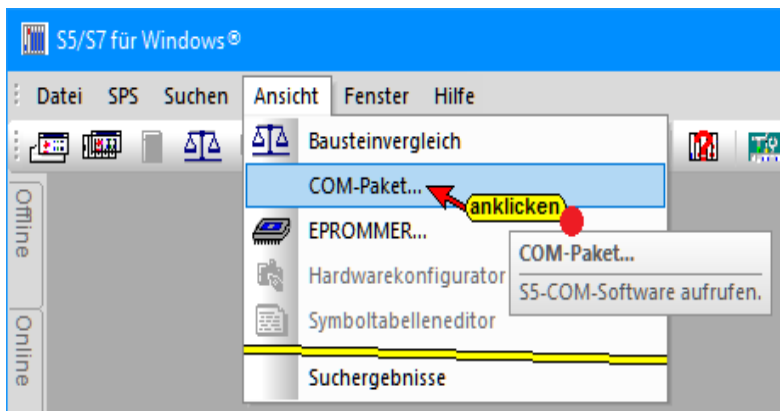 S5/S7 für Windows®
Datei SPS Suchen Ansicht Fenster Hilfe
Bausteinvergleich
COM-Paket...
anklicken
EPROMMER...
COM-Paket...
Hardwarekonfigurator
S5-COM-Software aufrufen.
Symboltabelleneditor
Suchergebnisse
Offline
Online